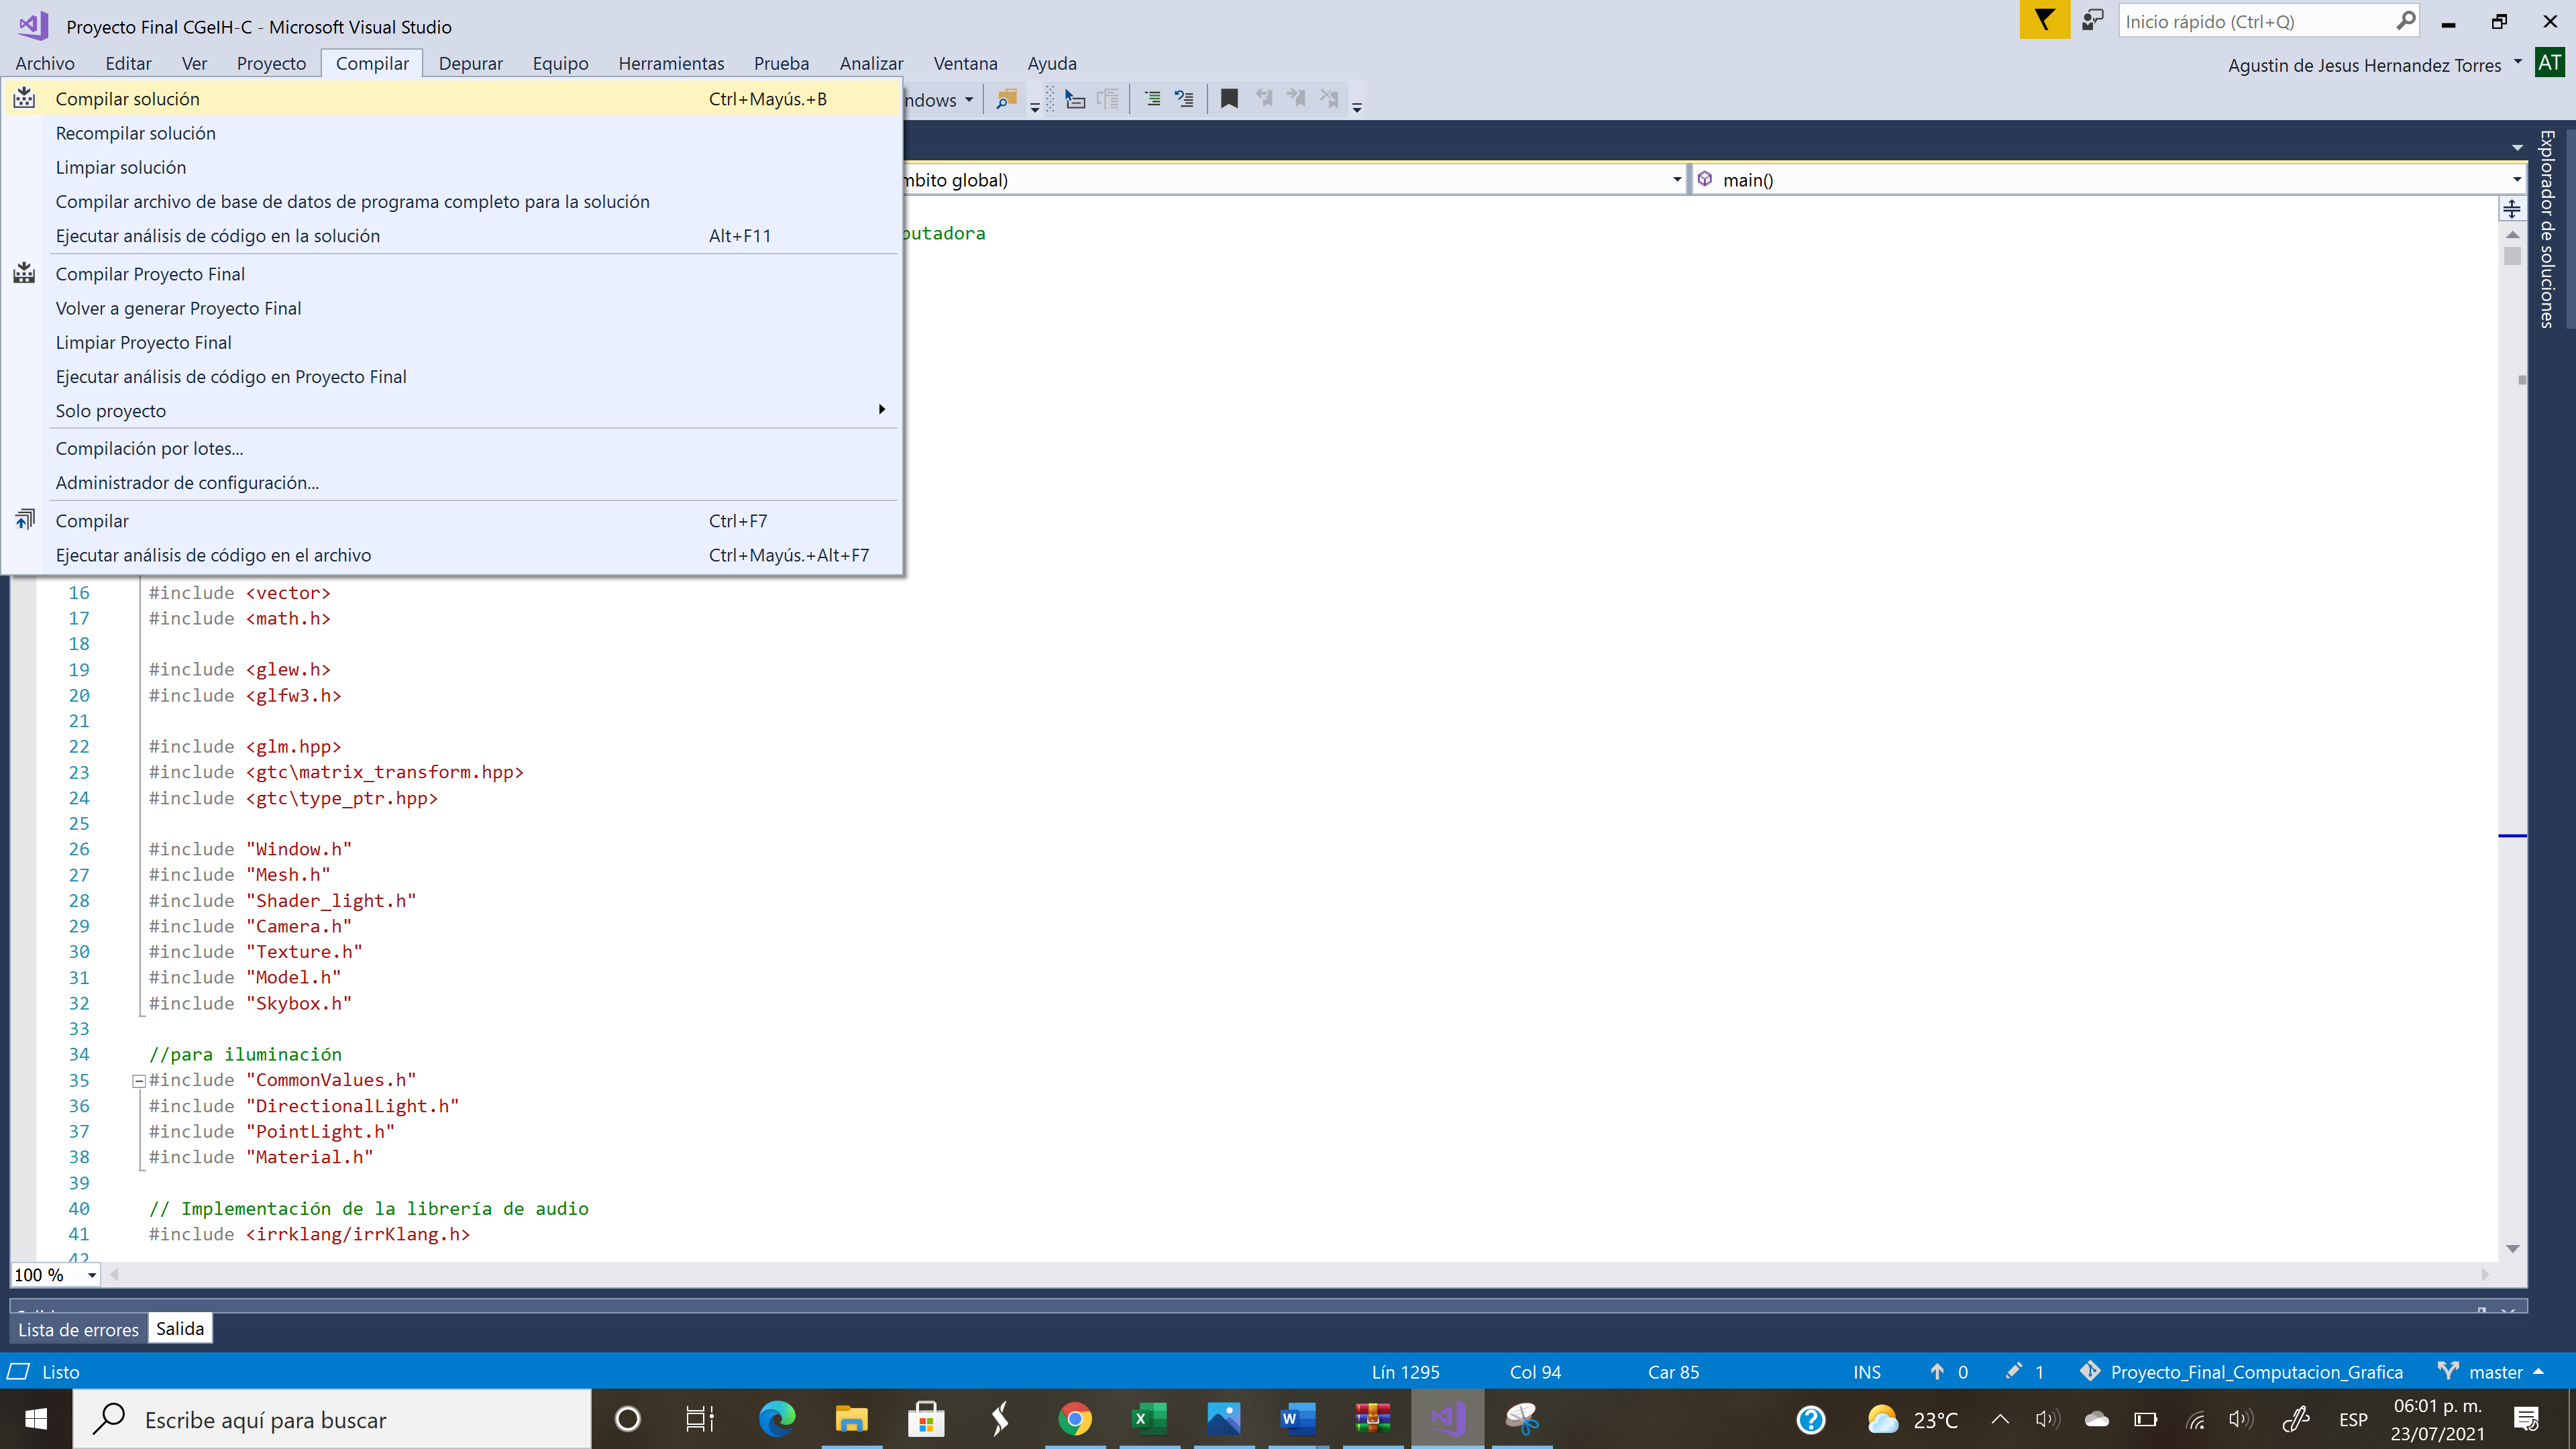 Proyecto Final CGeIH-C - Microsoft Visual Studio
Inicio rápido (Ctrl+Q)
Archivo Editar Ver Proyecto Compilar Depurar Equipo Herramientas Prueba Analizar Ventana Ayuda
Agustin de Jesus Hernandez Torres AT
Compilar solución Ctrl+Mayús.+B
Recompilar solución
Limpiar solución
Compilar archivo de base de datos de programa completo para la solución
Ejecutar análisis de código en la solución Alt+F11
Compilar Proyecto Final
Volver a generar Proyecto Final
Limpiar Proyecto Final
Ejecutar análisis de código en Proyecto Final
Solo proyecto
Compilación por lotes...
Administrador de configuración...
Compilar Ctrl+F7
Ejecutar análisis de código en el archivo Ctrl+Mayús.+Alt+F7
ndows
mbito global)
main()
putadora
Explorador de soluciones
16 #include <vector>
17 #include <math.h>
18
19 #include <glew.h>
20 #include <glfw3.h>
21
22 #include <glm.hpp>
23 #include <gtc\matrix_transform.hpp>
24 #include <gtc\type_ptr.hpp>
25
26 #include "Window.h"
27 #include "Mesh.h"
28 #include "Shader_light.h"
29 #include "Camera.h"
30 #include "Texture.h"
31 #include "Model.h"
32 #include "Skybox.h"
33
34 //para iluminación
35 #include "CommonValues.h"
36 #include "DirectionalLight.h"
37 #include "PointLight.h"
38 #include "Material.h"
39
40 // Implementación de la librería de audio
41 #include <irrklang/irrKlang.h>
42
100 %
Lista de errores Salida
Listo Lín 1295 Col 94 Car 85 INS 0 1 Proyecto_Final_Computacion_Grafica master
Escribe aquí para buscar
23°C
ESP
06:01 p. m.
23/07/2021